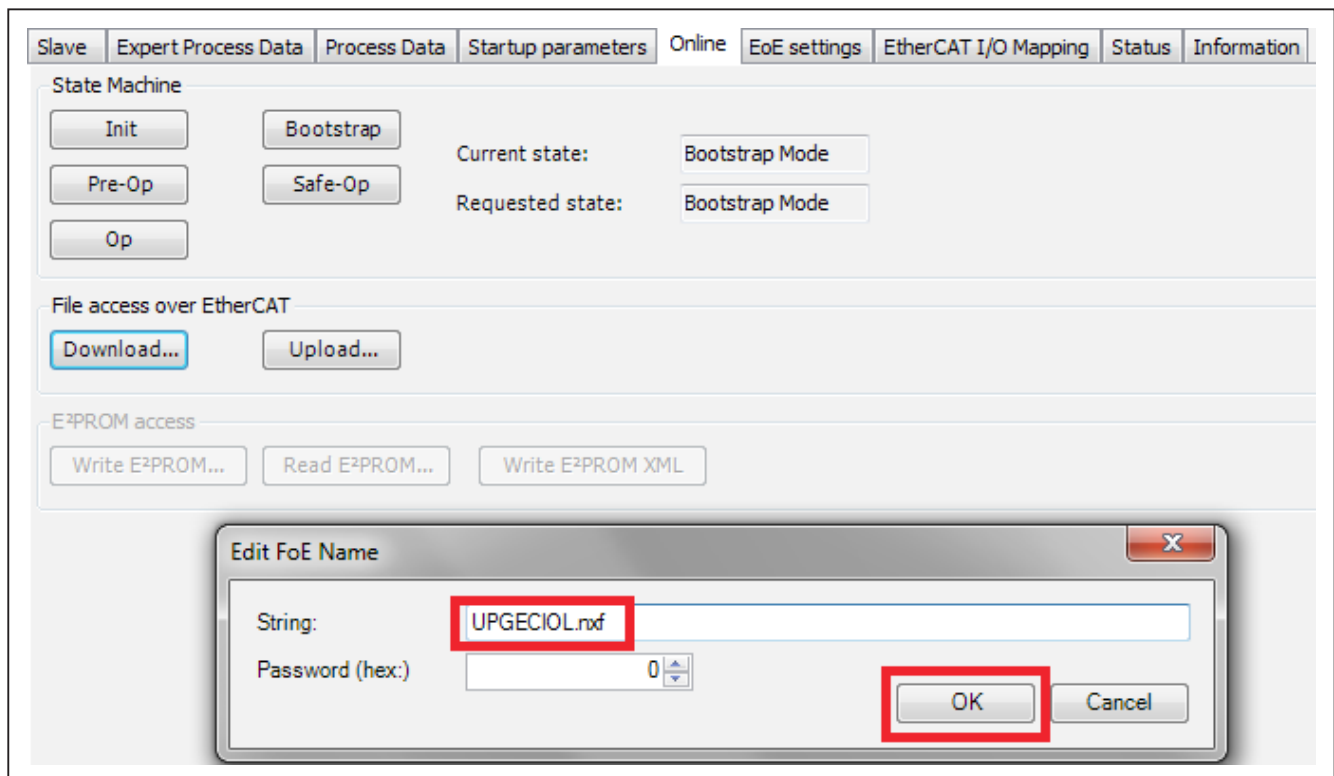 Slave Expert Process Data Process Data Startup parameters Online EoE settings EtherCAT I/O Mapping Status Information
State Machine
Init Bootstrap
Current state: Bootstrap Mode
Pre-Op Safe-Op
Requested state: Bootstrap Mode
Op
File access over EtherCAT
Download... Upload...
E²PROM access
Write E²PROM... Read E²PROM... Write E²PROM XML
Edit FoE Name
String: UPGECIOL.nxf
Password (hex:) 0
OK Cancel